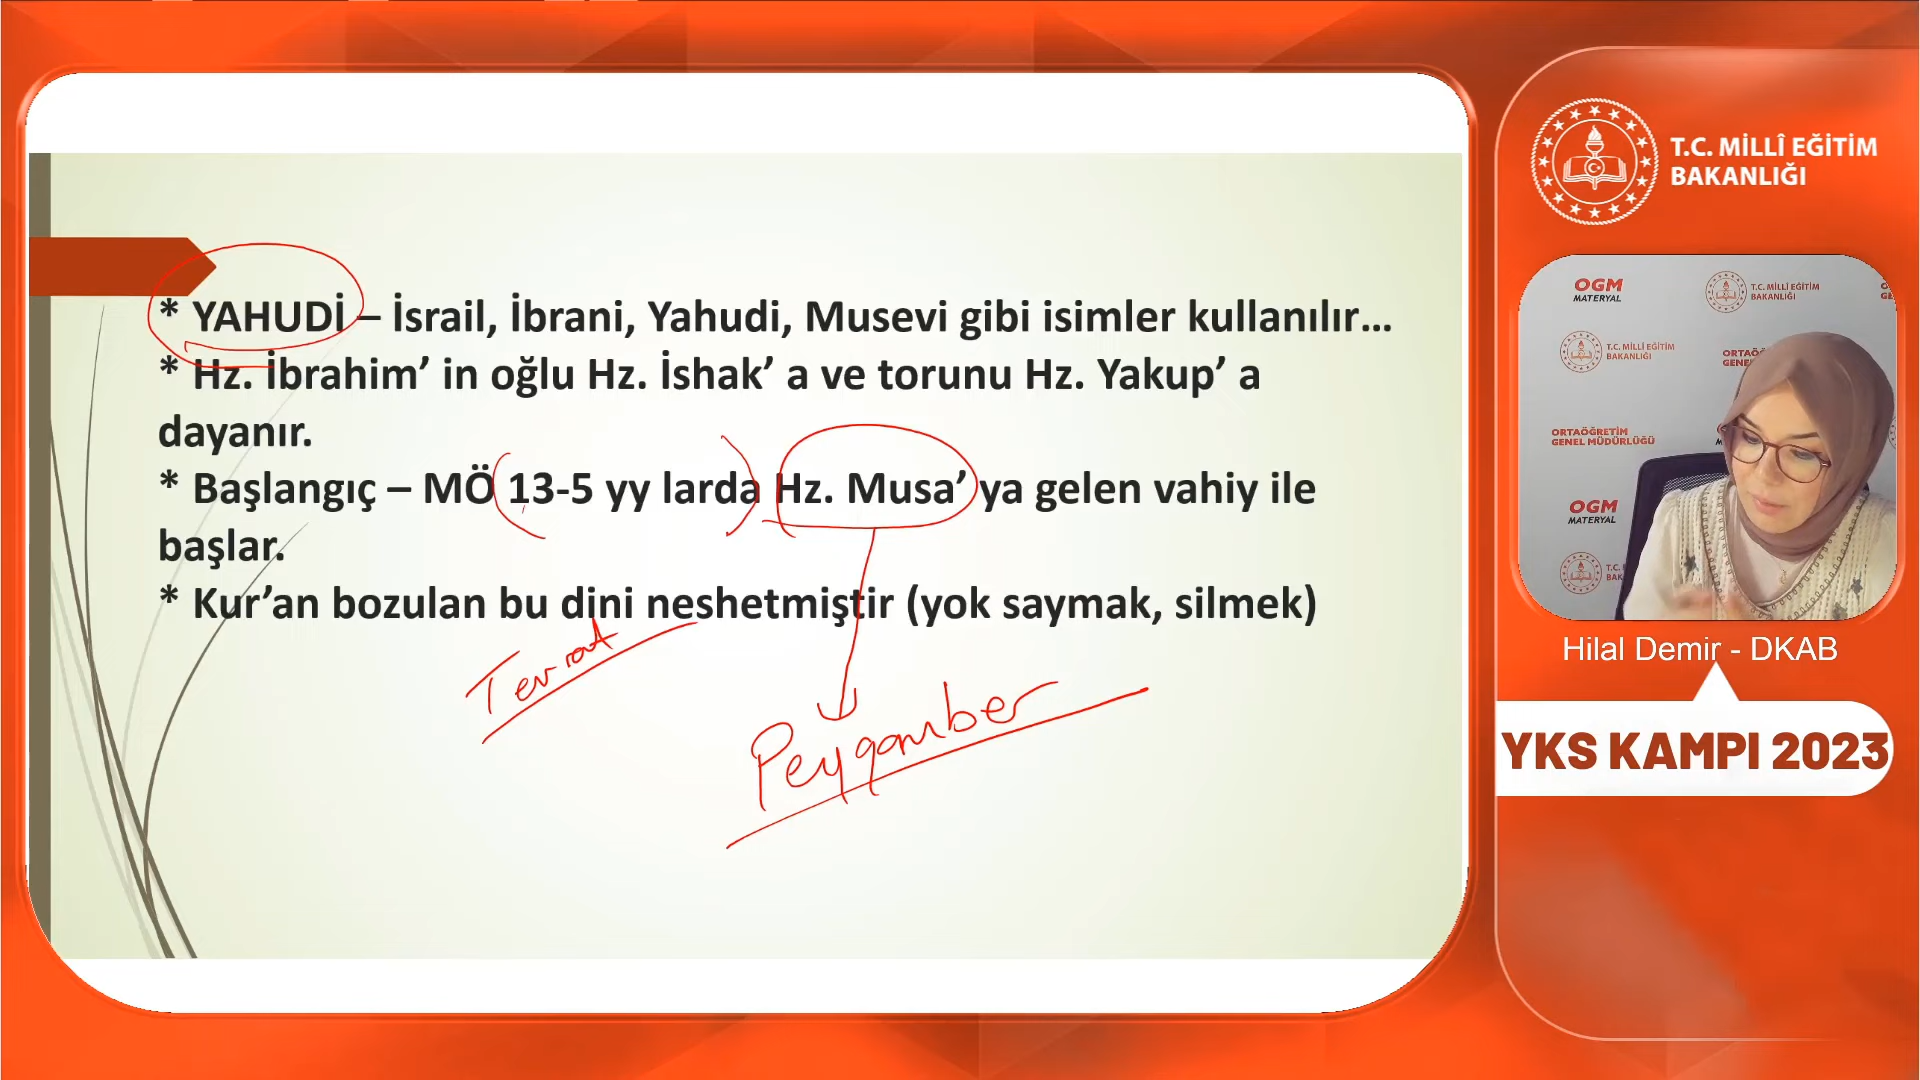 * YAHUDİ – İsrail, İbrani, Yahudi, Musevi gibi isimler kullanılır...
* Hz. İbrahim’ in oğlu Hz. İshak’ a ve torunu Hz. Yakup’ a
dayanır.
* Başlangıç – MÖ 13-5 yy larda Hz. Musa’ ya gelen vahiy ile
başlar.
* Kur’an bozulan bu dini neshetmiştir (yok saymak, silmek)
Tevrat
Peygamber
T.C. MİLLÎ EĞİTİM
BAKANLIĞI
OGM
MATERYAL
T.C. MİLLÎ EĞİTİM
BAKANLIĞI
T.C. MİLLÎ EĞİTİM
BAKANLIĞI
ORTAÖ
GENEL
ORTAÖĞRETİM
GENEL MÜDÜRLÜĞÜ
OGM
MATERYAL
T.C.
BAK
Hilal Demir - DKAB
YKS KAMPI 2023